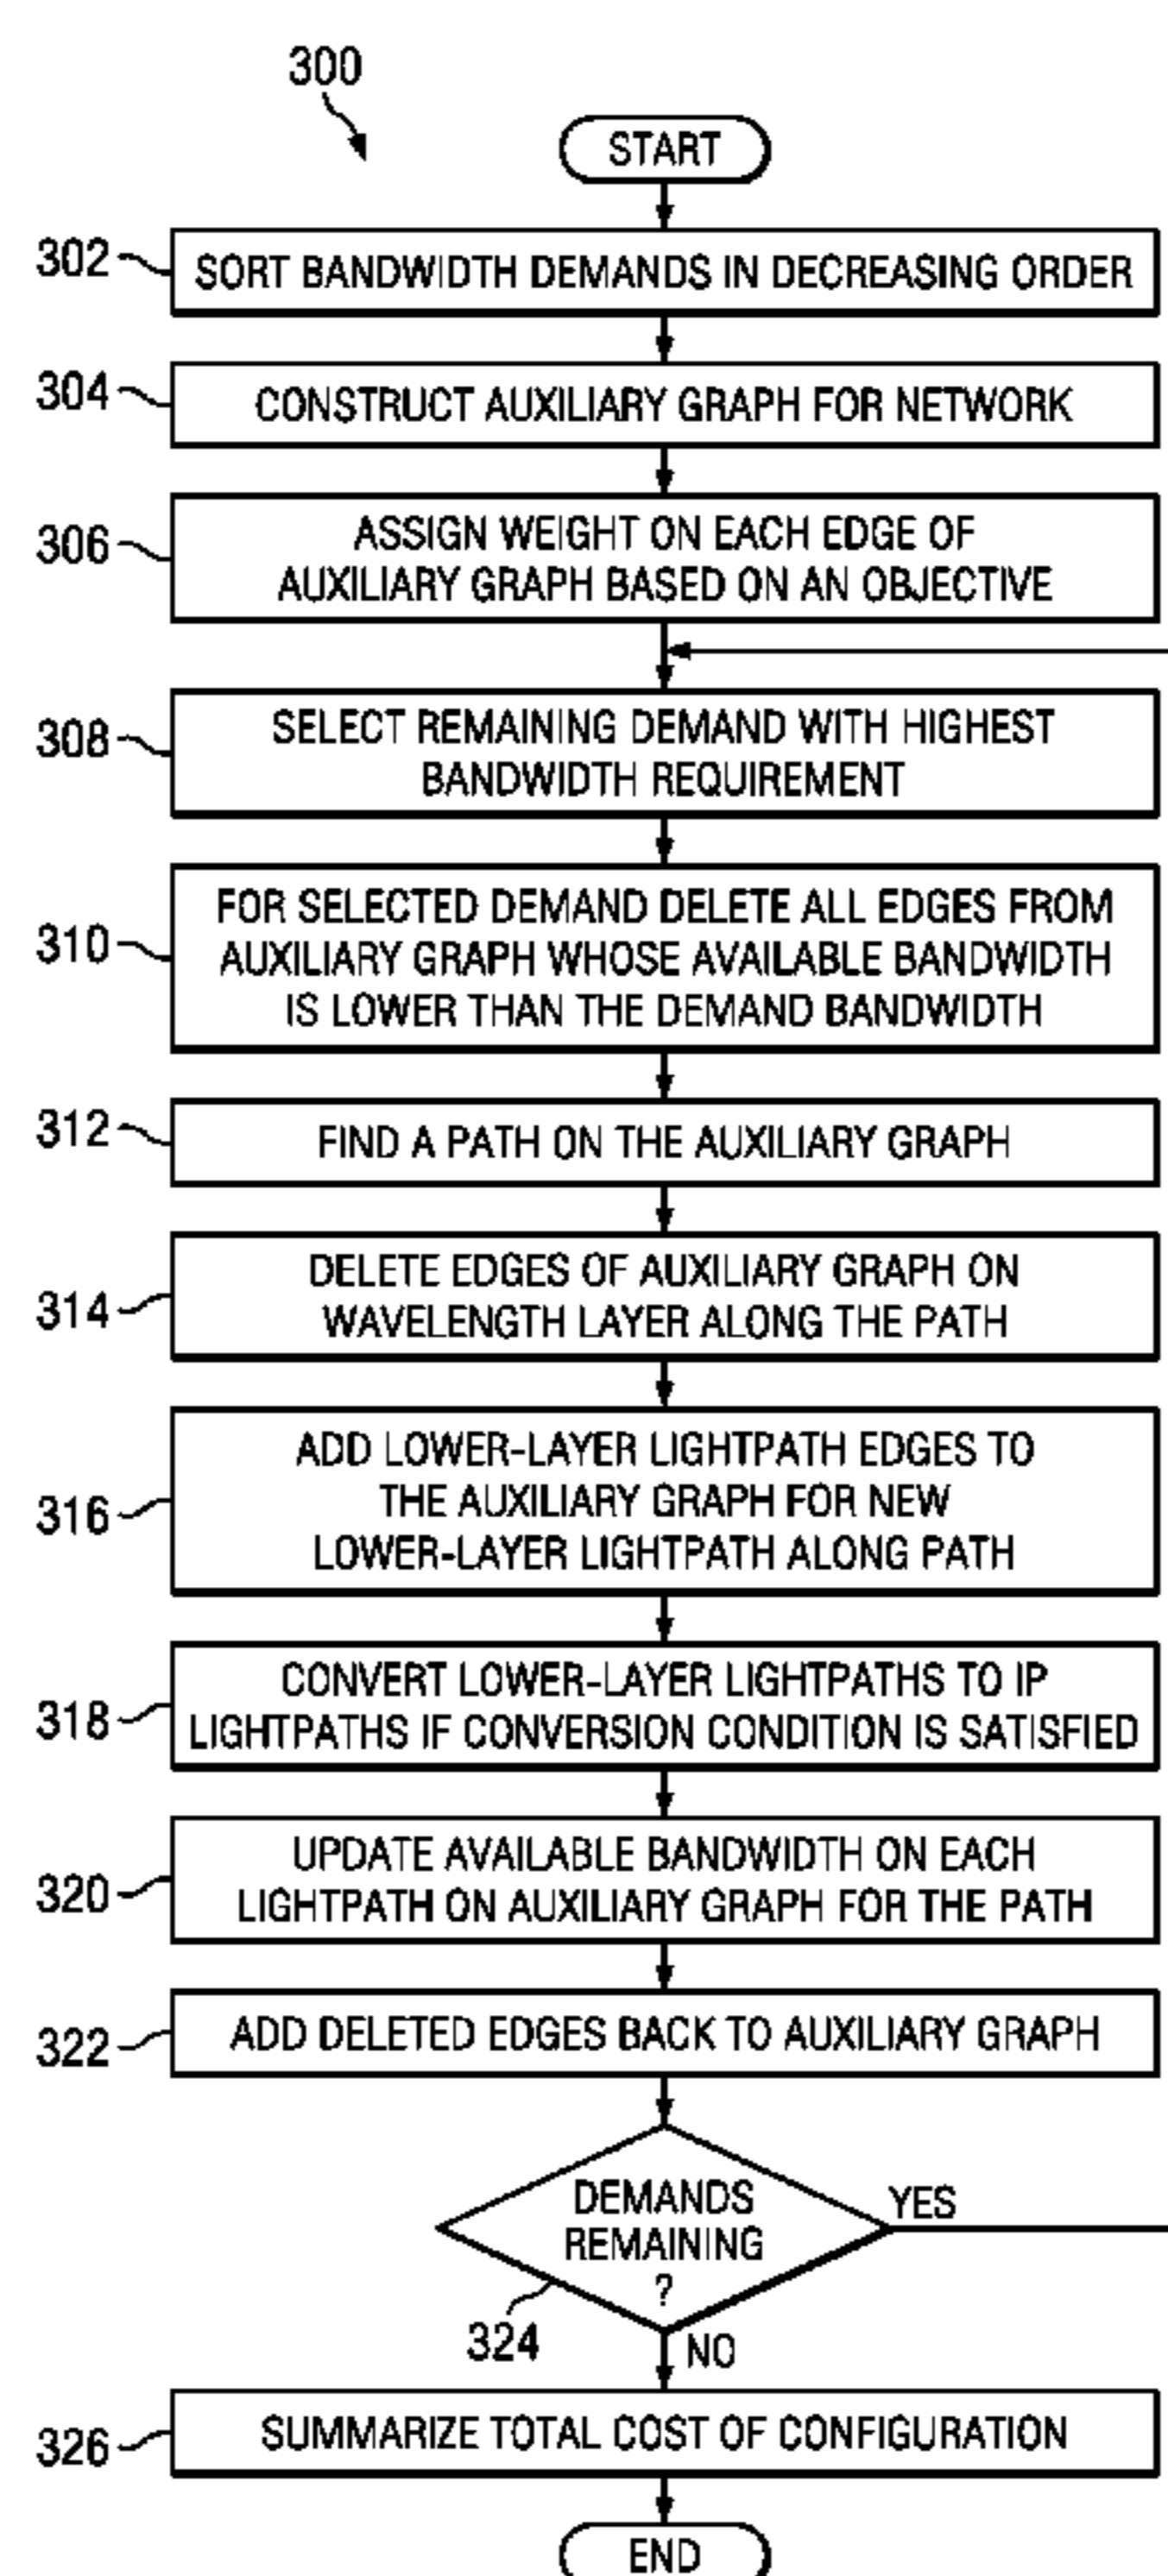 300
START
302
SORT BANDWIDTH DEMANDS IN DECREASING ORDER
304
CONSTRUCT AUXILIARY GRAPH FOR NETWORK
306
ASSIGN WEIGHT ON EACH EDGE OF
AUXILIARY GRAPH BASED ON AN OBJECTIVE
308
SELECT REMAINING DEMAND WITH HIGHEST
BANDWIDTH REQUIREMENT
310
FOR SELECTED DEMAND DELETE ALL EDGES FROM
AUXILIARY GRAPH WHOSE AVAILABLE BANDWIDTH
IS LOWER THAN THE DEMAND BANDWIDTH
312
FIND A PATH ON THE AUXILIARY GRAPH
314
DELETE EDGES OF AUXILIARY GRAPH ON
WAVELENGTH LAYER ALONG THE PATH
316
ADD LOWER-LAYER LIGHTPATH EDGES TO
THE AUXILIARY GRAPH FOR NEW
LOWER-LAYER LIGHTPATH ALONG PATH
318
CONVERT LOWER-LAYER LIGHTPATHS TO IP
LIGHTPATHS IF CONVERSION CONDITION IS SATISFIED
320
UPDATE AVAILABLE BANDWIDTH ON EACH
LIGHTPATH ON AUXILIARY GRAPH FOR THE PATH
322
ADD DELETED EDGES BACK TO AUXILIARY GRAPH
DEMANDS
REMAINING
?
YES
324
NO
326
SUMMARIZE TOTAL COST OF CONFIGURATION
END